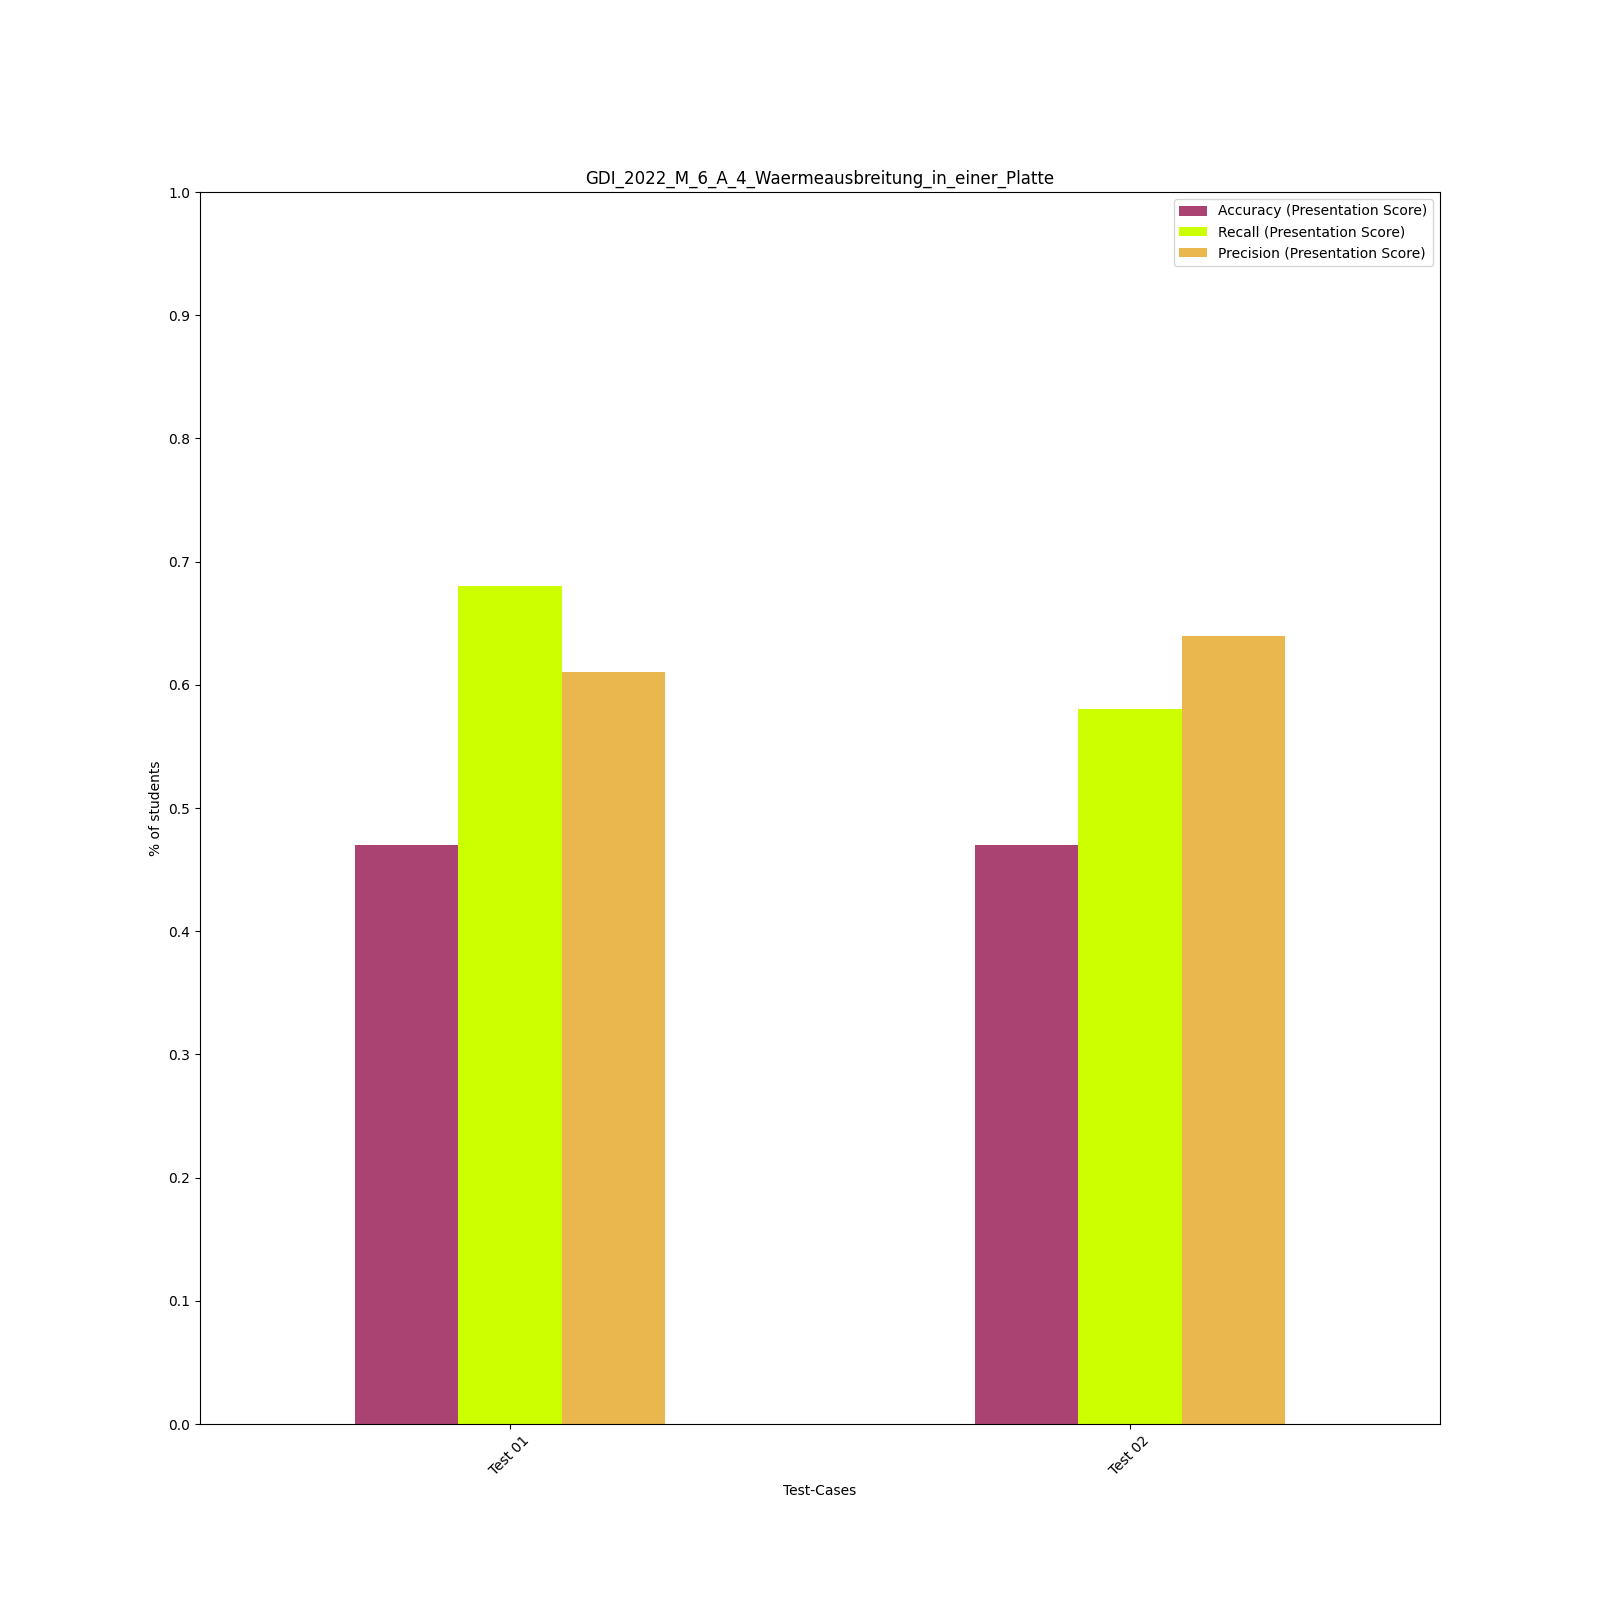 GDI_2022_M_6_A_4_Waermeausbreitung_in_einer_Platte
Accuracy (Presentation Score)
Recall (Presentation Score)
Precision (Presentation Score)
1.0
0.9
0.8
0.7
0.6
0.5
0.4
0.3
0.2
0.1
0.0
% of students
Test 01
Test 02
Test-Cases